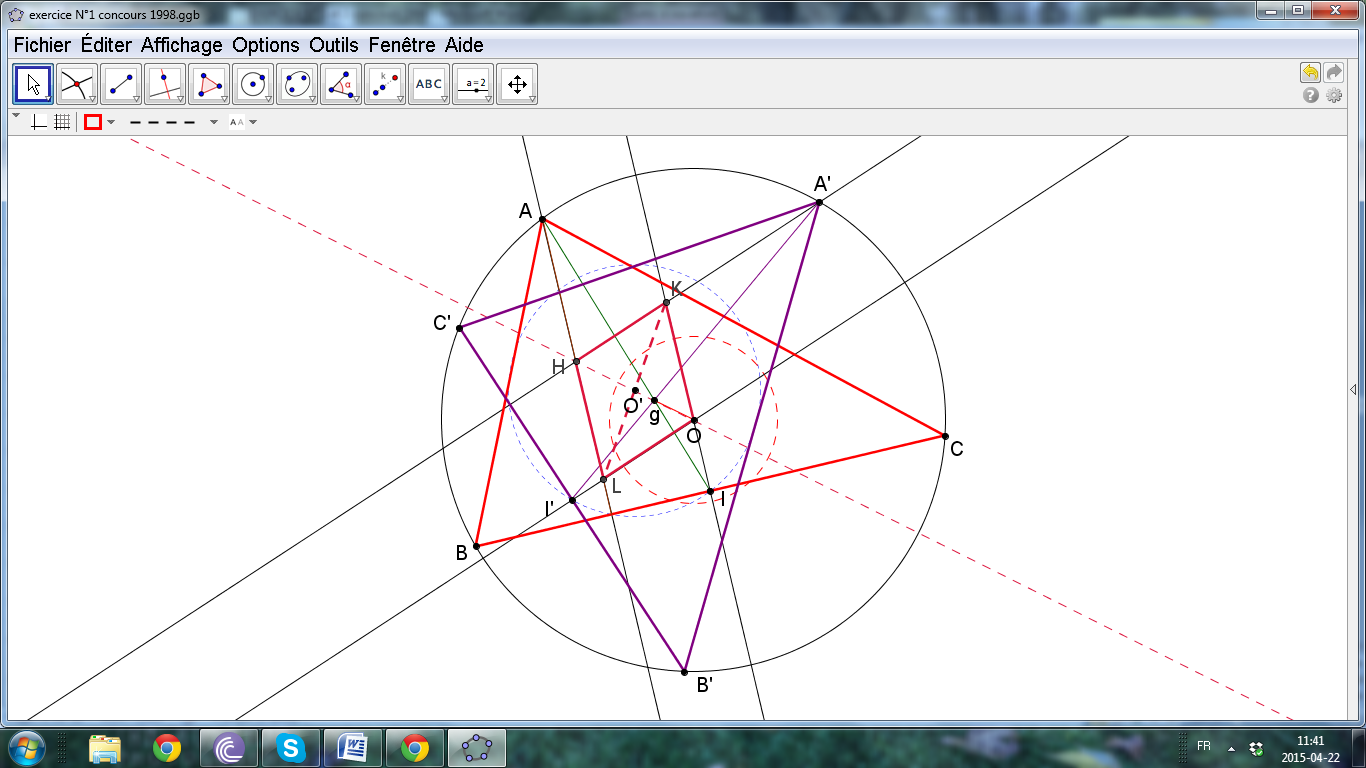 exercice N°1 concours 1998.ggb
Fichier Éditer Affichage Options Outils Fenêtre Aide
k
α
ABC
a=2
?
A A
A'
A
K
C'
H
O'
g
O
C
L
I
I'
B
B'
FR
11:41
2015-04-22